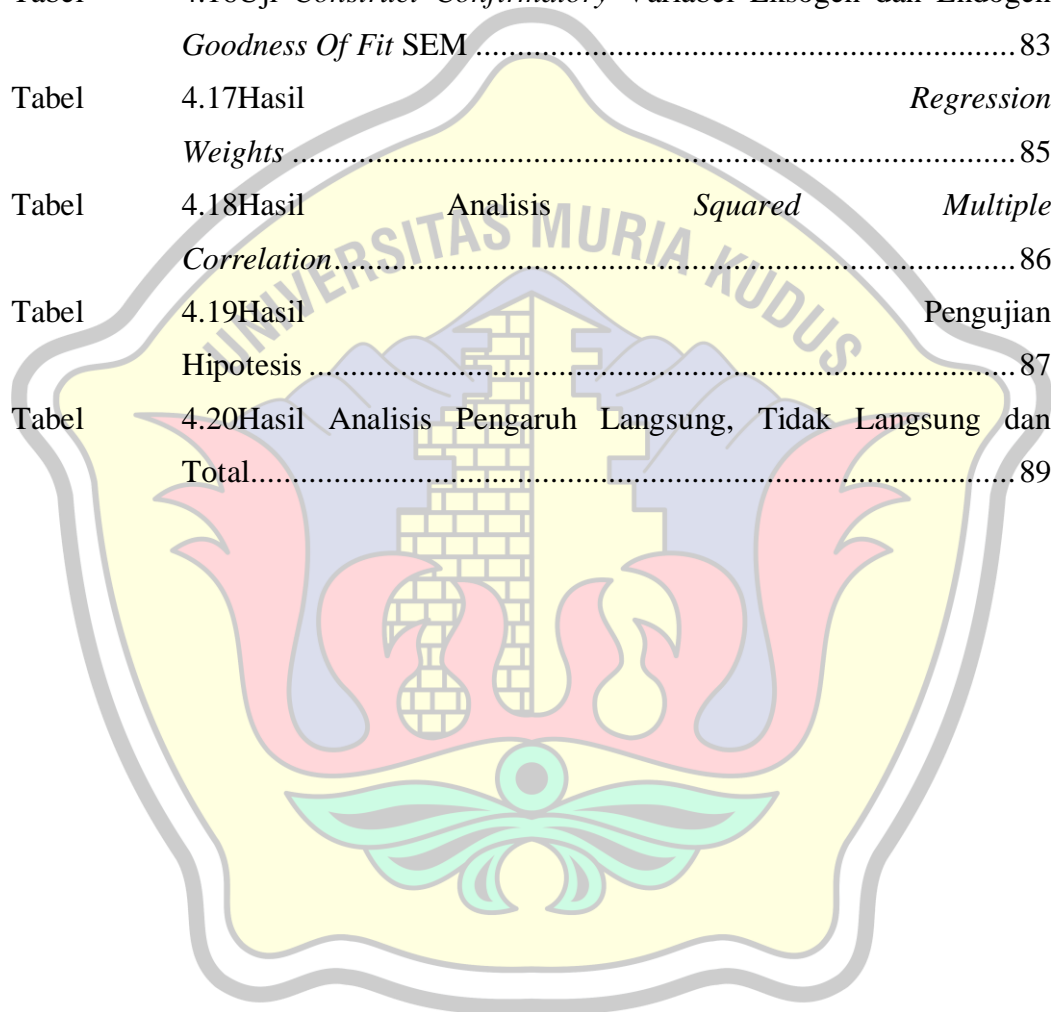 Tabel 4.16Uji Construct Confirmatory Variabel Eksogen dan Endogen
Goodness Of Fit SEM ........................................................................ 83
Tabel 4.17Hasil Regression
Weights ............................................................................................. 85
Tabel 4.18Hasil Analisis Squared Multiple
Correlation........................................................................................ 86
Tabel 4.19Hasil Pengujian
Hipotesis ........................................................................................... 87
Tabel 4.20Hasil Analisis Pengaruh Langsung, Tidak Langsung dan
Total................................................................................................... 89
UNIVERSITAS MURIA KUDUS